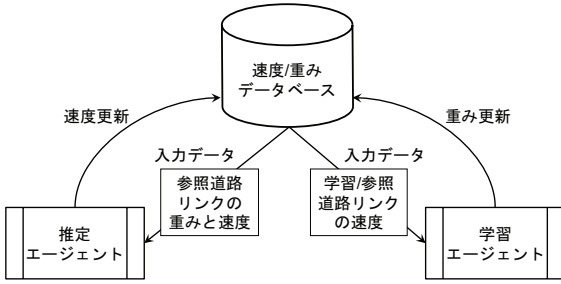 速度/重み
データベース
速度更新
重み更新
入力データ
入力データ
参照道路
リンクの
重みと速度
学習/参照
道路リンク
の速度
推定
エージェント
学習
エージェント